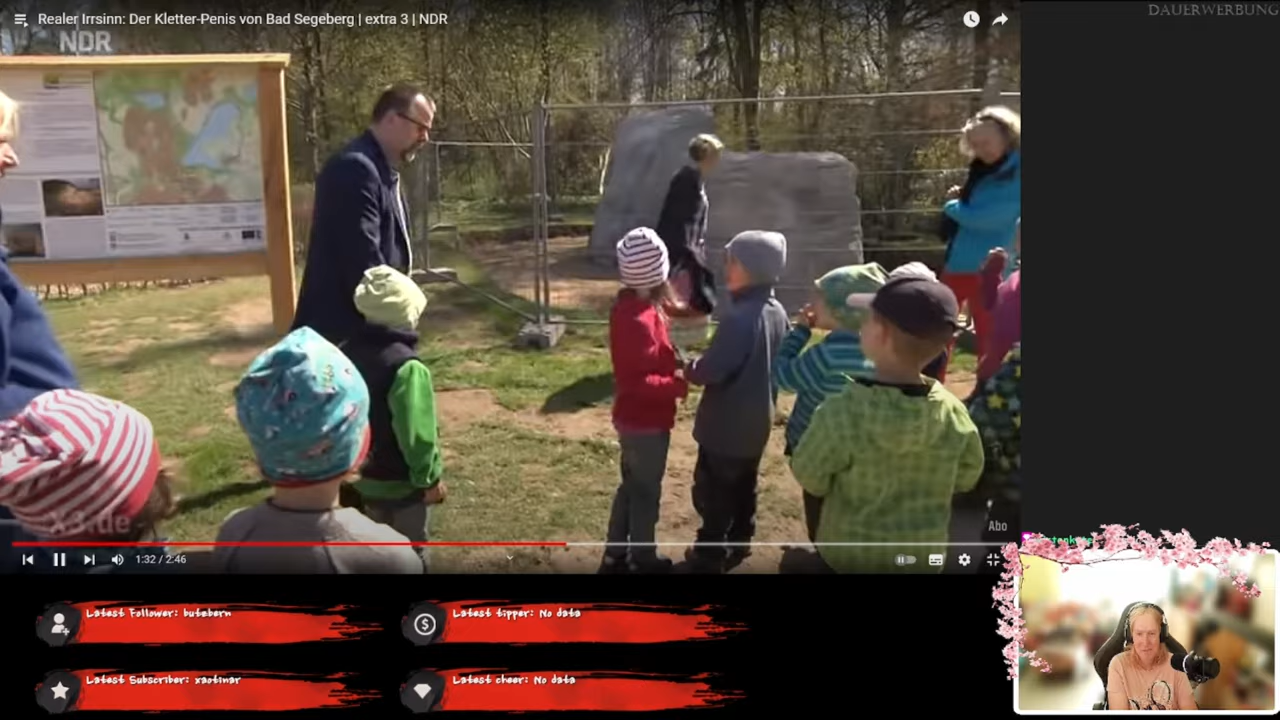 Realer Irrsinn: Der Kletter-Penis von Bad Segeberg | extra 3 | NDR
DAUERWERBUNG
NDR
X3.de
Abo
1:32 / 2:46
Latest Follower: butebern
Latest tipper: No data
Latest Subscriber: xaotinar
Latest cheer: No data